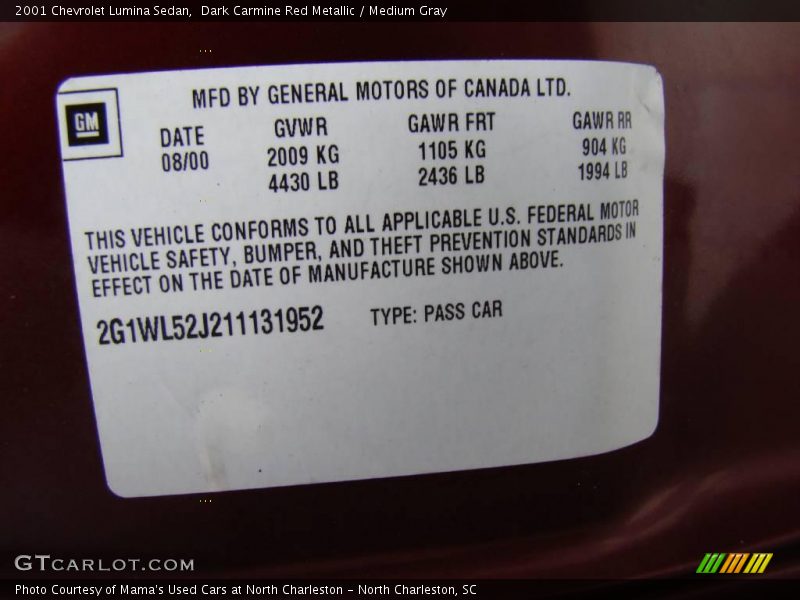 2001 Chevrolet Lumina Sedan,  Dark Carmine Red Metallic / Medium Gray
MFD BY GENERAL MOTORS OF CANADA LTD.
GM
DATE GVWR GAWR FRT GAWR RR
08/00 2009 KG 1105 KG 904 KG
4430 LB 2436 LB 1994 LB
THIS VEHICLE CONFORMS TO ALL APPLICABLE U.S. FEDERAL MOTOR
VEHICLE SAFETY, BUMPER, AND THEFT PREVENTION STANDARDS IN
EFFECT ON THE DATE OF MANUFACTURE SHOWN ABOVE.
2G1WL52J211131952 TYPE: PASS CAR
GTCARLOT.COM
Photo Courtesy of Mama's Used Cars at North Charleston - North Charleston, SC